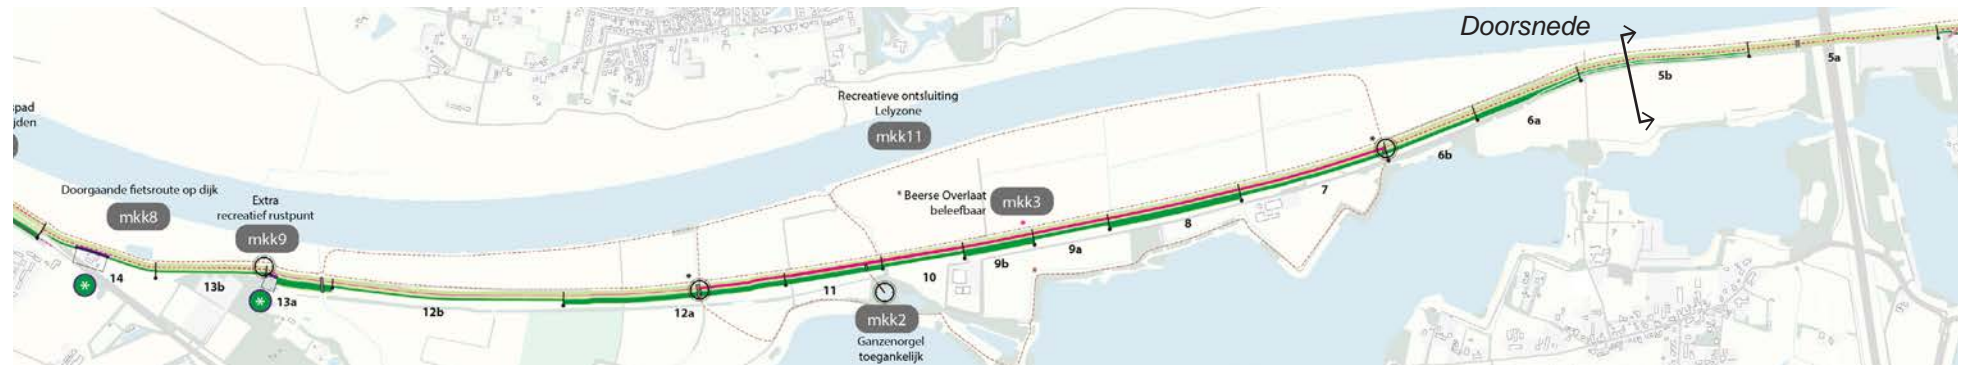 Doorsnede
5a
5b
6a
6b
7
8
9a
9b
10
11
12a
12b
13a
13b
14
Recreatieve ontsluiting
Lelyzone
mkk11
* Beerse Overlaat
beleefbaar
mkk3
mkk2
Ganzenorgel
toegankelijk
Extra
recreatief rustpunt
mkk9
Doorgaande fietsroute op dijk
mkk8
spad
jden
*
*
*
*
*